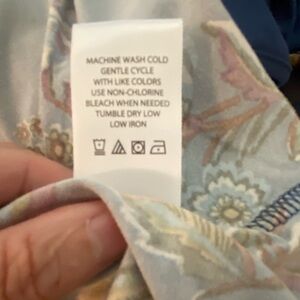 MACHINE WASH COLD
GENTLE CYCLE
WITH LIKE COLORS
USE NON-CHLORINE
BLEACH WHEN NEEDED
TUMBLE DRY LOW
LOW IRON